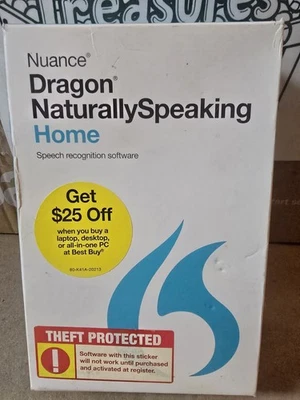 Treasures
Nuance®
Dragon®
NaturallySpeaking
Home
Speech recognition software
Get
$25 Off
when you buy a
laptop, desktop,
or all-in-one PC
at Best Buy®
THEFT PROTECTED
Software with this sticker
will not work until purchased
and activated at register.